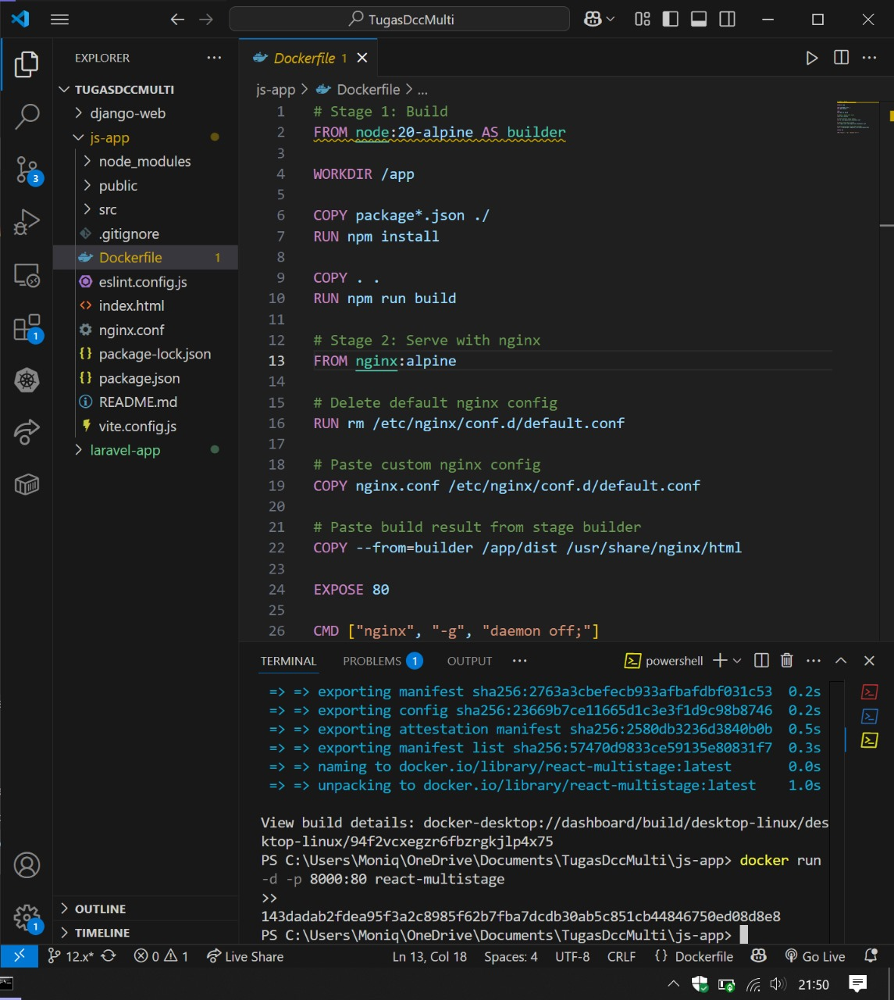 TugasDccMulti
EXPLORER
TUGASDCCMULTI
django-web
js-app
node_modules
public
src
.gitignore
Dockerfile 1
eslint.config.js
index.html
nginx.conf
package-lock.json
package.json
README.md
vite.config.js
laravel-app
OUTLINE
TIMELINE
3
1
1
Dockerfile 1
js-app > Dockerfile > ...
1 # Stage 1: Build
2 FROM node:20-alpine AS builder
3
4 WORKDIR /app
5
6 COPY package*.json ./
7 RUN npm install
8
9 COPY . .
10 RUN npm run build
11
12 # Stage 2: Serve with nginx
13 FROM nginx:alpine
14
15 # Delete default nginx config
16 RUN rm /etc/nginx/conf.d/default.conf
17
18 # Paste custom nginx config
19 COPY nginx.conf /etc/nginx/conf.d/default.conf
20
21 # Paste build result from stage builder
22 COPY --from=builder /app/dist /usr/share/nginx/html
23
24 EXPOSE 80
25
26 CMD ["nginx", "-g", "daemon off;"]
TERMINAL PROBLEMS 1 OUTPUT ... powershell
=> => exporting manifest sha256:2763a3cbefecb933afbafdbf031c53 0.2s
=> => exporting config sha256:23669b7ce11665d1c3e3f1d9c98b8746 0.2s
=> => exporting attestation manifest sha256:2580db3236d3840b0b 0.5s
=> => exporting manifest list sha256:57470d9833ce59135e80831f7 0.3s
=> => naming to docker.io/library/react-multistage:latest 0.0s
=> => unpacking to docker.io/library/react-multistage:latest 1.0s
View build details: docker-desktop://dashboard/build/desktop-linux/des
ktop-linux/94f2vcxegzr6fbzrgkjlp4x75
PS C:\Users\Moniq\OneDrive\Documents\TugasDccMulti\js-app> docker run
-d -p 8000:80 react-multistage
>>
143dadab2fdea95f3a2c8985f62b7fba7dcdb30ab5c851cb44846750ed08d8e8
PS C:\Users\Moniq\OneDrive\Documents\TugasDccMulti\js-app>
12.x* 0 1 Live Share Ln 13, Col 18 Spaces: 4 UTF-8 CRLF {} Dockerfile Go Live
21:50